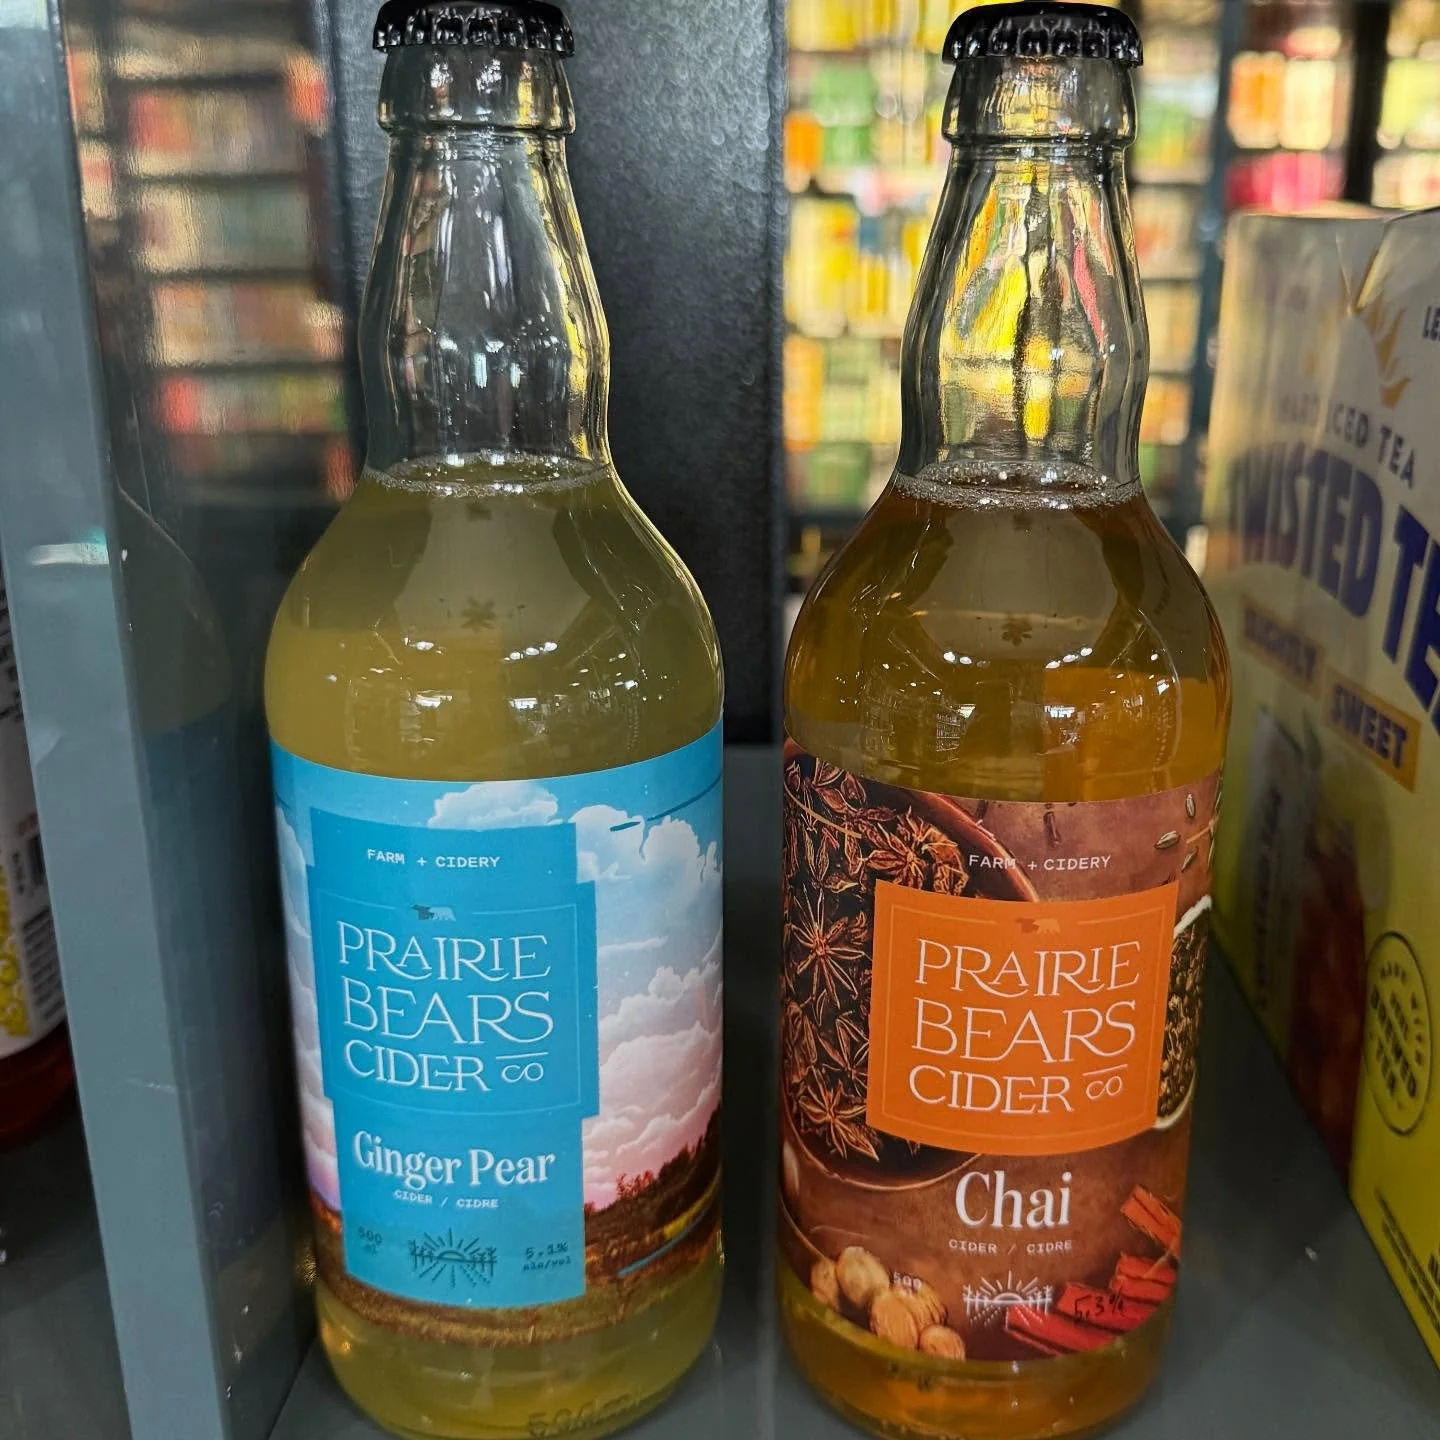 FARM + CIDERY
PRAIRIE
BEARS
CIDER CO
Ginger Pear
CIDER / CIDRE
500
ml
5.1%
alc/vol
FARM + CIDERY
PRAIRIE
BEARS
CIDER CO
Chai
CIDER / CIDRE
500
5,3%
HARD ICED TEA
TWISTED TE
SLIGHTLY
SWEET